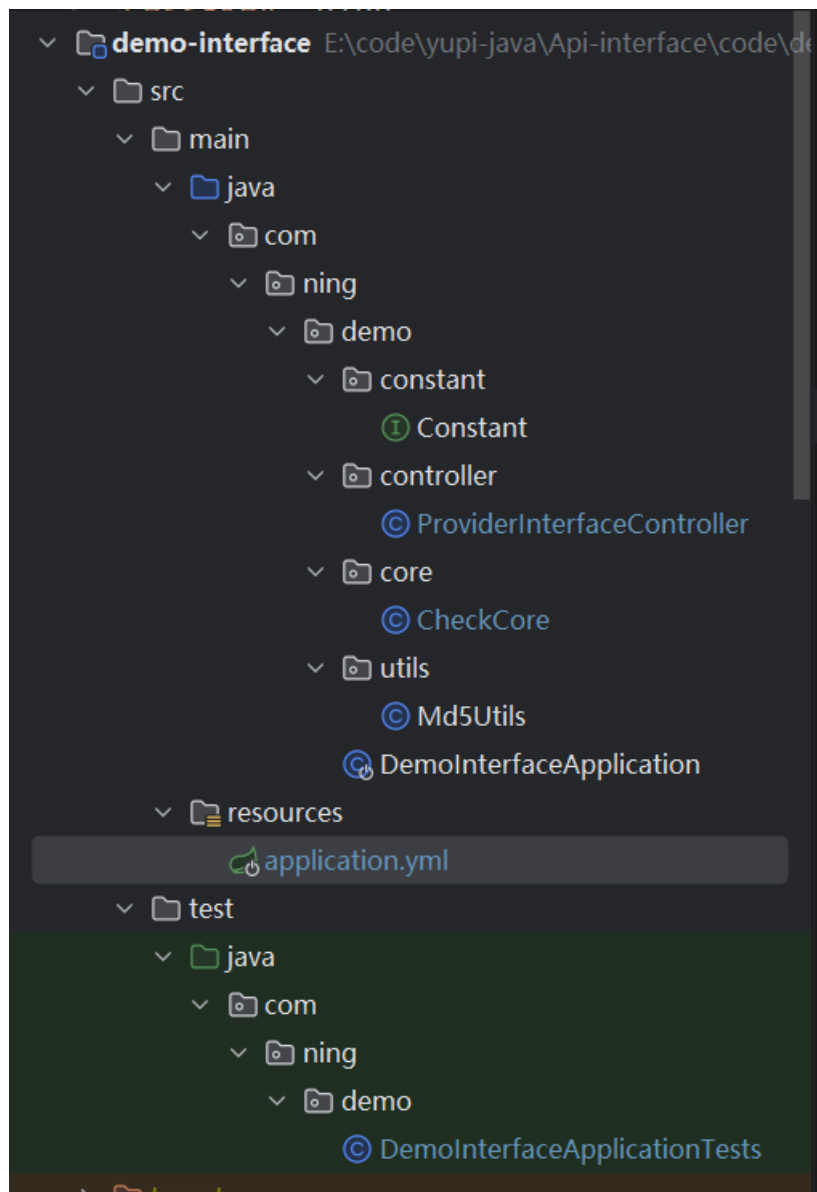 demo-interface E:\code\yupi-java\Api-interface\code\de
src
main
java
com
ning
demo
constant
Constant
controller
ProviderInterfaceController
core
CheckCore
utils
Md5Utils
DemoInterfaceApplication
resources
application.yml
test
java
com
ning
demo
DemoInterfaceApplicationTests